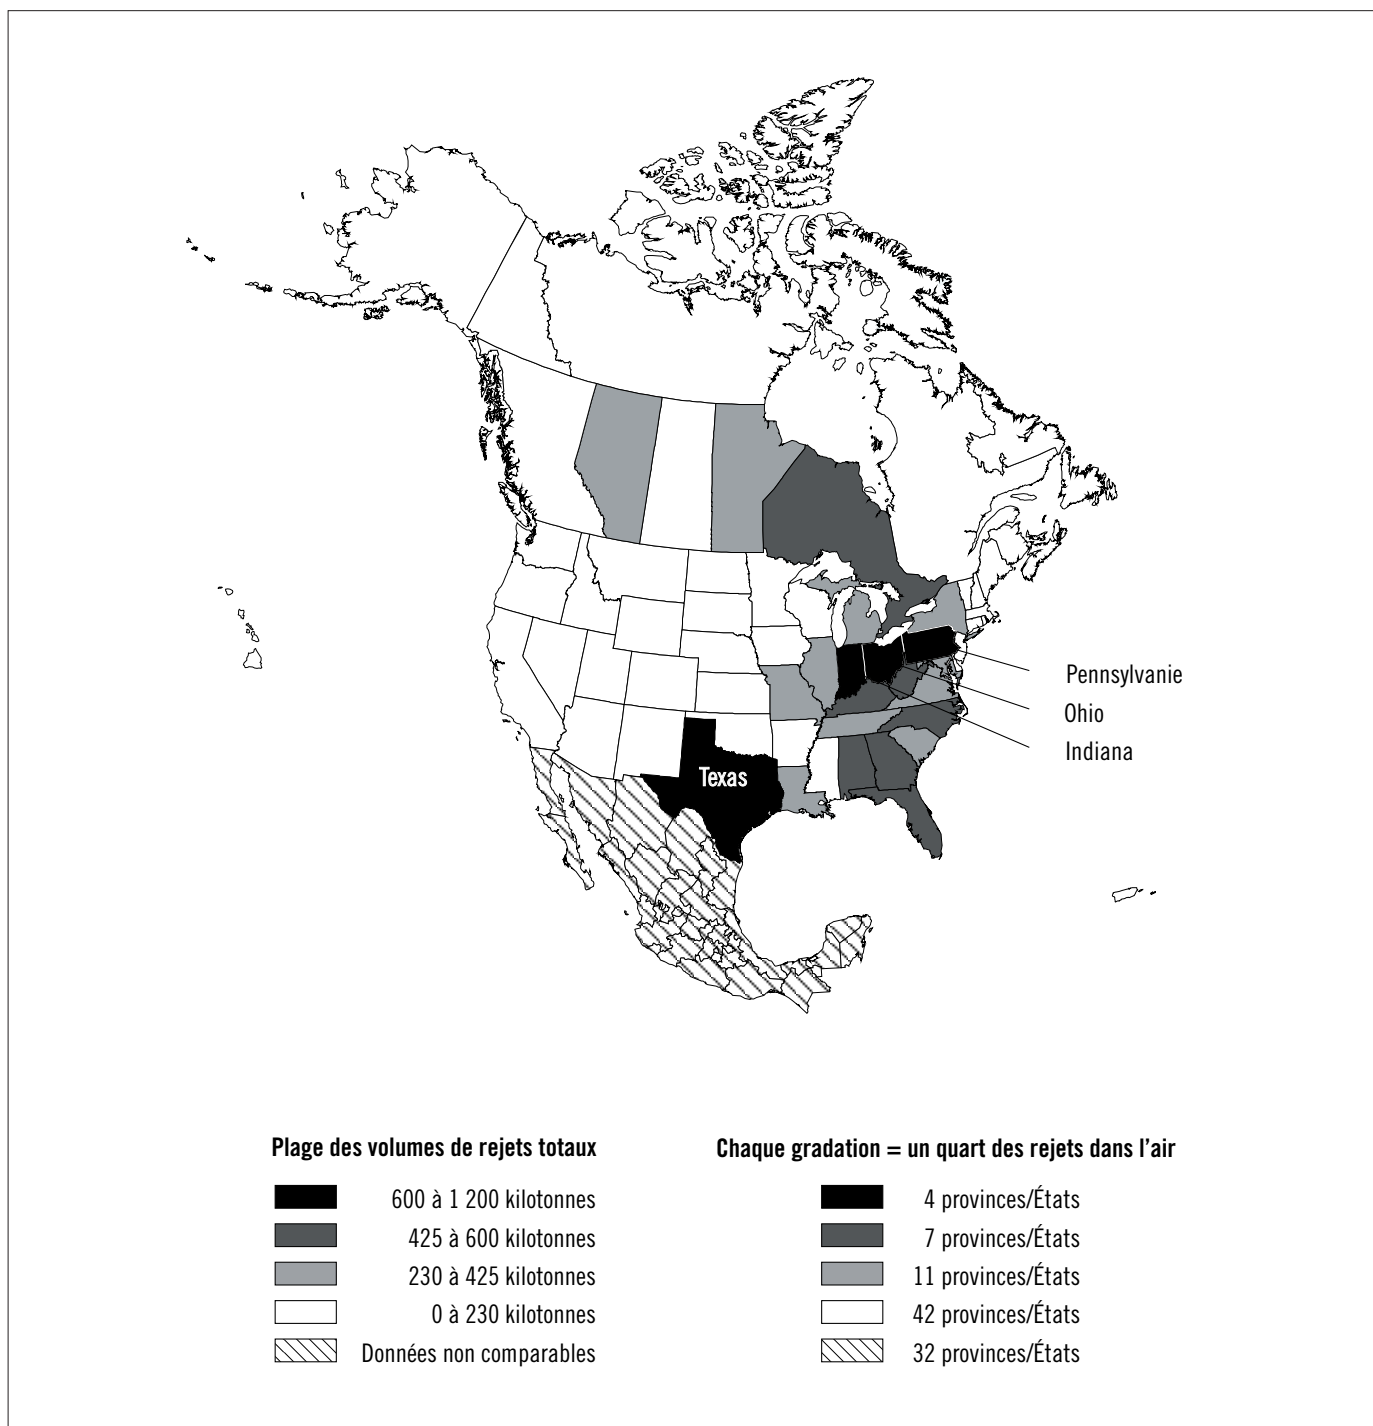 Pennsylvanie
Ohio
Indiana
Texas
Plage des volumes de rejets totaux
600 à 1 200 kilotonnes
425 à 600 kilotonnes
230 à 425 kilotonnes
0 à 230 kilotonnes
Données non comparables
Chaque gradation = un quart des rejets dans l'air
4 provinces/États
7 provinces/États
11 provinces/États
42 provinces/États
32 provinces/États